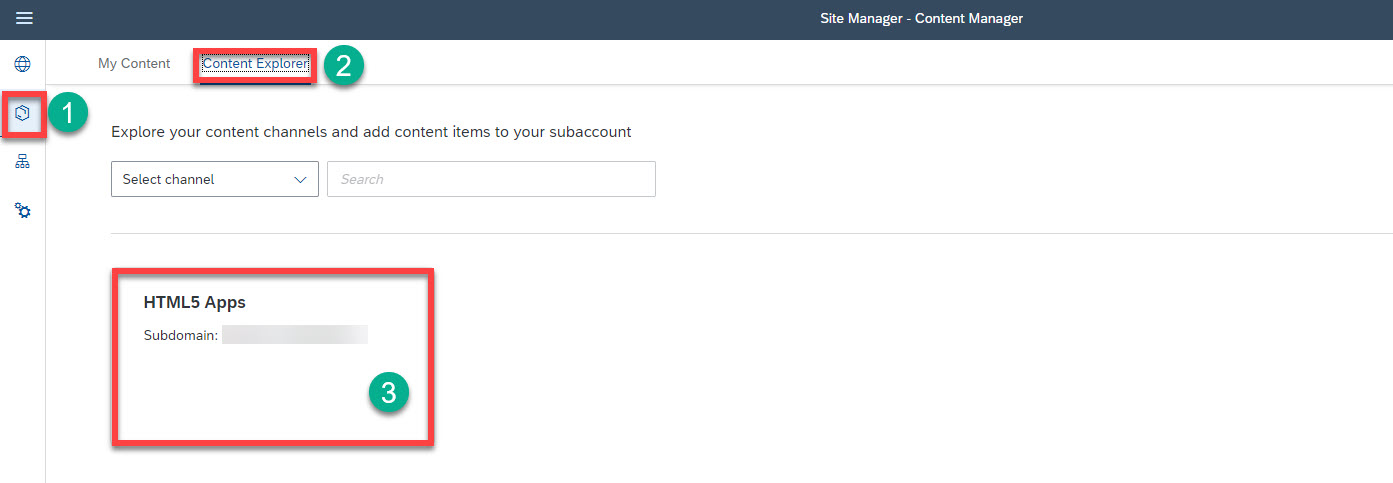 Site Manager - Content Manager
My Content Content Explorer 2
1
Explore your content channels and add content items to your subaccount
Select channel Search
HTML5 Apps
Subdomain:
3